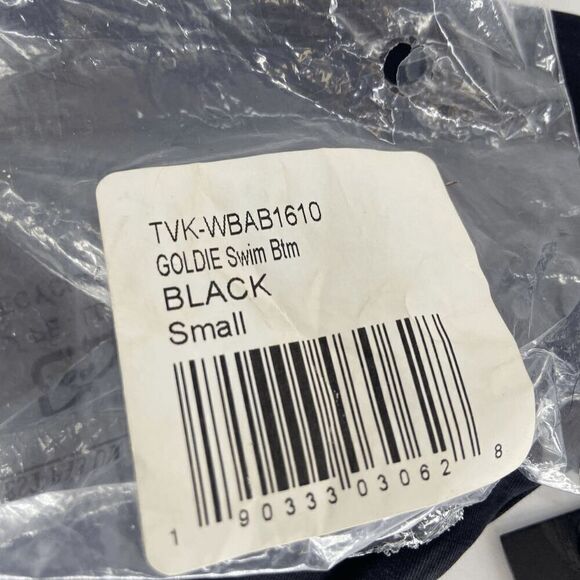 TVK-WBAB1610
GOLDIE Swim Btm
BLACK
Small
1 90333 03062 8